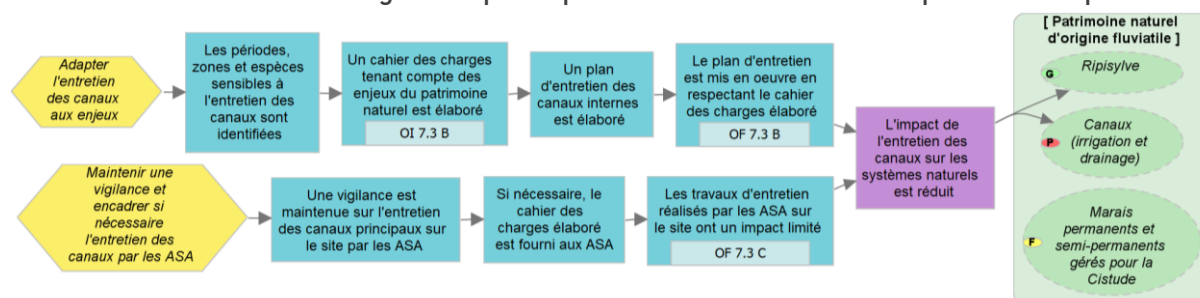 Adapter
l'entretien
des canaux
aux enjeux
Les périodes,
zones et espèces
sensibles à
l'entretien des
canaux sont
identifiées
Un cahier des charges
tenant compte des
enjeux du patrimoine
naturel est élaboré
OI 7.3 B
Un plan
d'entretien des
canaux internes
est élaboré
Le plan d'entretien
est mis en oeuvre en
respectant le cahier
des charges élaboré
OF 7.3 B
Maintenir une
vigilance et
encadrer si
nécessaire
l'entretien des
canaux par les ASA
Une vigilance est
maintenue sur l'entretien
des canaux principaux sur
le site par les ASA
Si nécessaire, le
cahier des
charges élaboré
est fourni aux ASA
Les travaux d'entretien
réalisés par les ASA sur
le site ont un impact limité
OF 7.3 C
L'impact de
l'entretien des
canaux sur les
systèmes naturels
est réduit
[ Patrimoine naturel
d'origine fluviatile ]
G
Ripisylve
P
Canaux
(irrigation et
drainage)
F
Marais
permanents et
semi-permanents
gérés pour la
Cistude